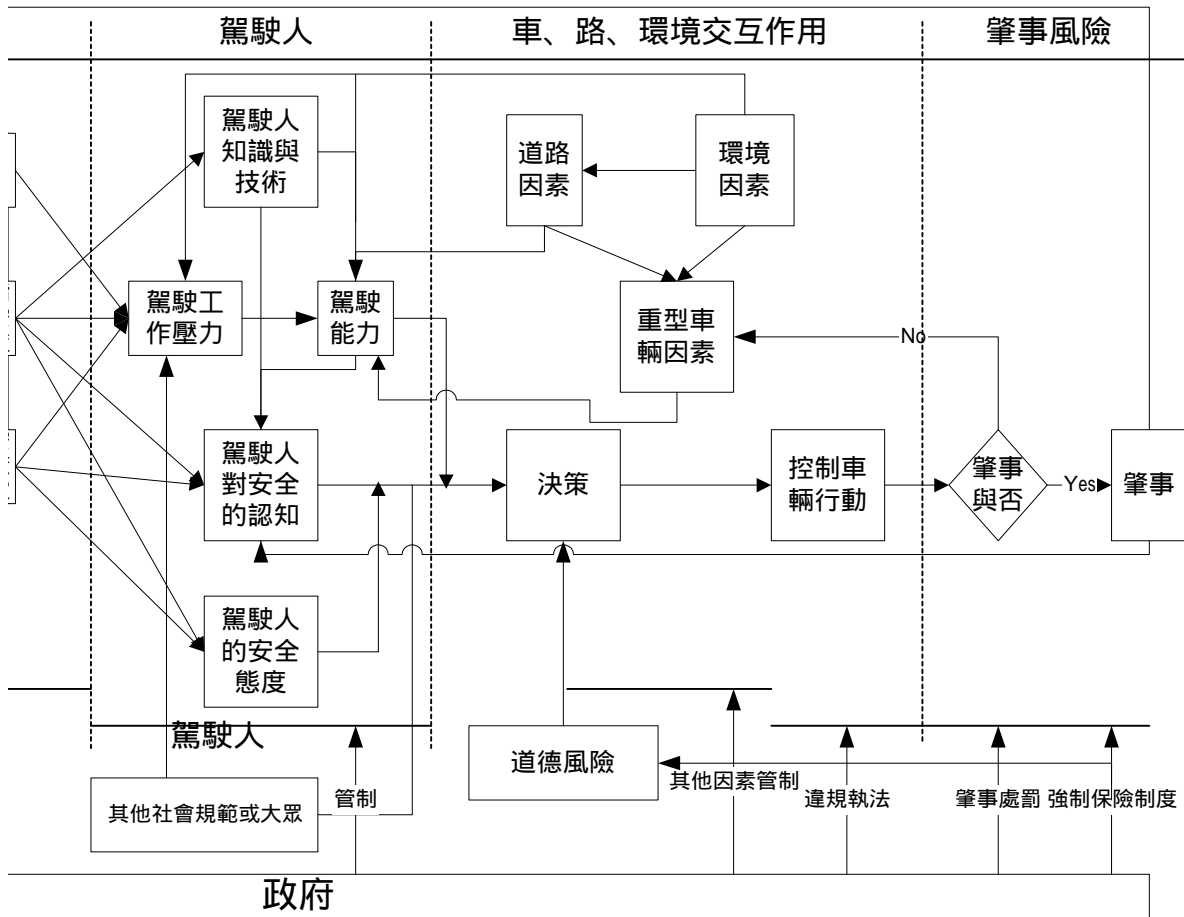 駕駛人
車、路、環境交互作用
肇事風險
駕駛人
知識與
技術
道路
因素
環境
因素
駕駛工
作壓力
駕駛
能力
重型車
輛因素
No
駕駛人
對安全
的認知
決策
控制車
輛行動
肇事
與否
Yes
肇事
駕駛人
的安全
態度
駕駛人
道德風險
其他因素管制
其他社會規範或大眾
管制
違規執法
肇事處罰
強制保險制度
政府